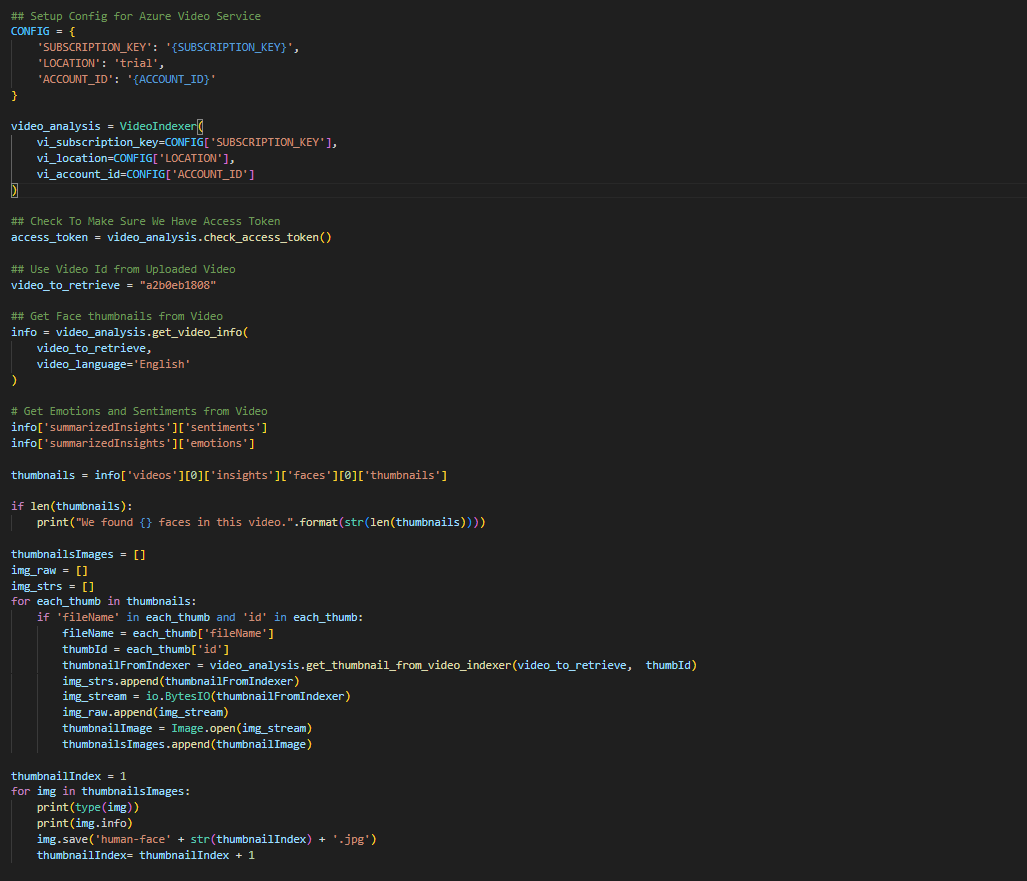 ## Setup Config for Azure Video Service
CONFIG = {
    'SUBSCRIPTION_KEY': '{SUBSCRIPTION_KEY}',
    'LOCATION': 'trial',
    'ACCOUNT_ID': '{ACCOUNT_ID}'
}

video_analysis = VideoIndexer(
    vi_subscription_key=CONFIG['SUBSCRIPTION_KEY'],
    vi_location=CONFIG['LOCATION'],
    vi_account_id=CONFIG['ACCOUNT_ID']
)

## Check To Make Sure We Have Access Token
access_token = video_analysis.check_access_token()

## Use Video Id from Uploaded Video
video_to_retrieve = "a2b0eb1808"

## Get Face thumbnails from Video
info = video_analysis.get_video_info(
    video_to_retrieve,
    video_language='English'
)

# Get Emotions and Sentiments from Video
info['summarizedInsights']['sentiments']
info['summarizedInsights']['emotions']

thumbnails = info['videos'][0]['insights']['faces'][0]['thumbnails']

if len(thumbnails):
    print("We found {} faces in this video.".format(str(len(thumbnails))))

thumbnailsImages = []
img_raw = []
img_strs = []
for each_thumb in thumbnails:
    if 'fileName' in each_thumb and 'id' in each_thumb:
        fileName = each_thumb['fileName']
        thumbId = each_thumb['id']
        thumbnailFromIndexer = video_analysis.get_thumbnail_from_video_indexer(video_to_retrieve,  thumbId)
        img_strs.append(thumbnailFromIndexer)
        img_stream = io.BytesIO(thumbnailFromIndexer)
        img_raw.append(img_stream)
        thumbnailImage = Image.open(img_stream)
        thumbnailsImages.append(thumbnailImage)

thumbnailIndex = 1
for img in thumbnailsImages:
    print(type(img))
    print(img.info)
    img.save('human-face' + str(thumbnailIndex) + '.jpg')
    thumbnailIndex= thumbnailIndex + 1